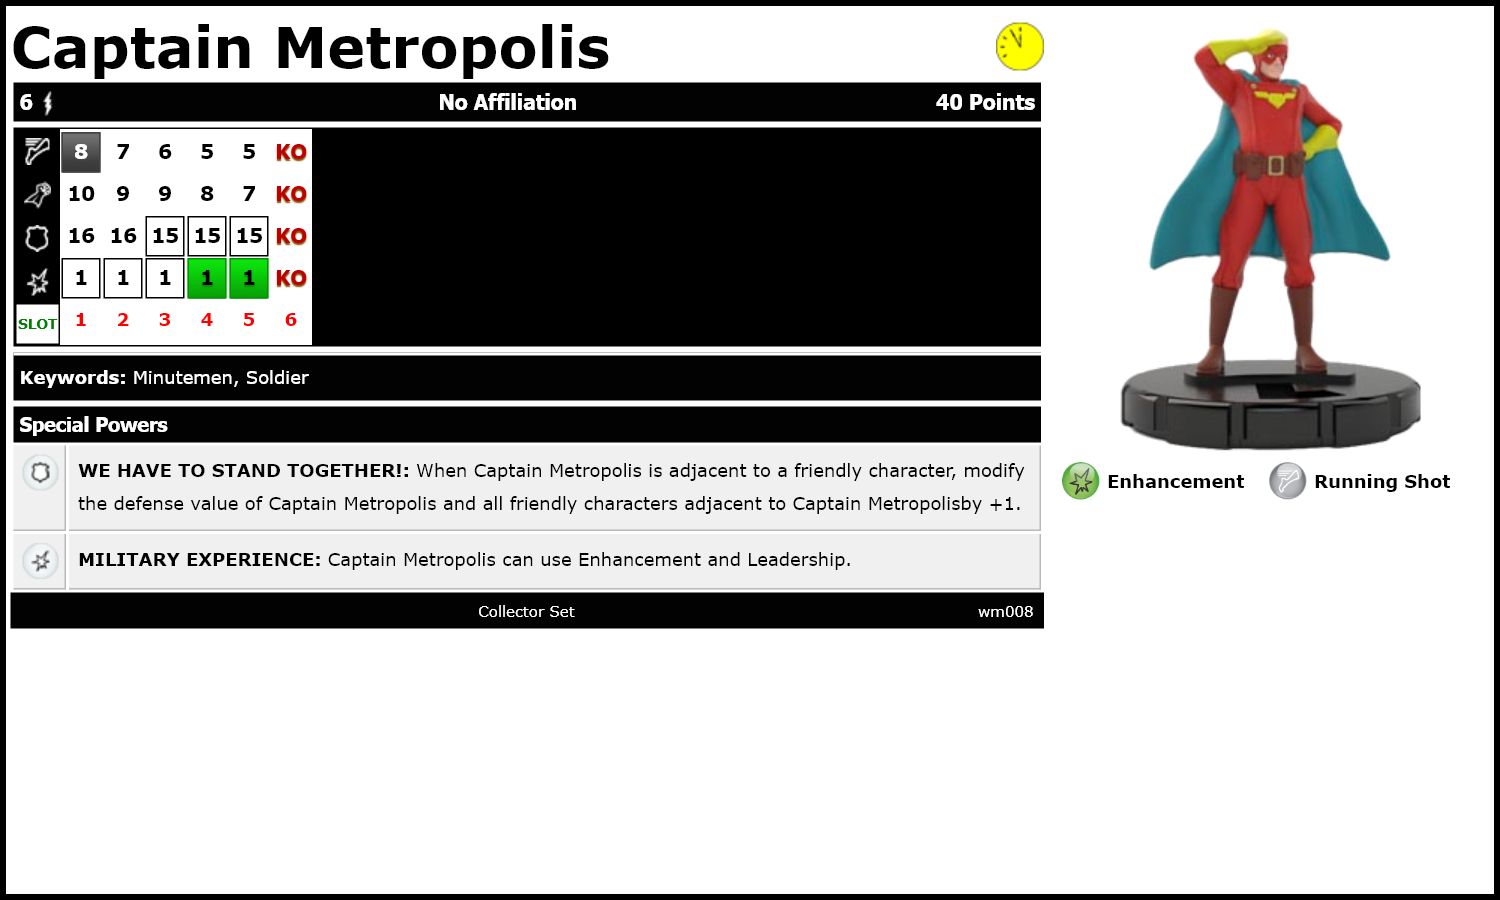 Captain Metropolis
6 No Affiliation 40 Points
8 7 6 5 5 KO
10 9 9 8 7 KO
16 16 15 15 15 KO
1 1 1 1 1 KO
SLOT 1 2 3 4 5 6
Keywords: Minutemen, Soldier
Special Powers
WE HAVE TO STAND TOGETHER!: When Captain Metropolis is adjacent to a friendly character, modify
the defense value of Captain Metropolis and all friendly characters adjacent to Captain Metropolisby +1.
MILITARY EXPERIENCE: Captain Metropolis can use Enhancement and Leadership.
Collector Set wm008
Enhancement Running Shot